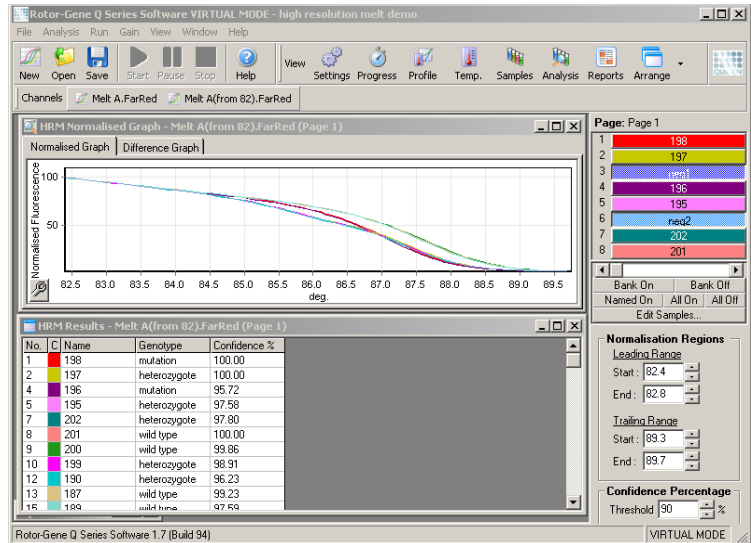 Rotor-Gene Q Series Software VIRTUAL MODE - high resolution melt demo
File Analysis Run Gain View Window Help
New Open Save Start Pause Stop Help View Settings Progress Profile Temp. Samples Analysis Reports Arrange
QIAGEN
Channels Melt A.FarRed Melt A(from 82).FarRed
HRM Normalised Graph - Melt A(from 82).FarRed (Page 1)
Normalised Graph Difference Graph
Normalised Fluorescence
100
50
82.5 83.0 83.5 84.0 84.5 85.0 85.5 86.0 86.5 87.0 87.5 88.0 88.5 89.0 89.5
deg.
HRM Results - Melt A(from 82).FarRed (Page 1)
No. C Name Genotype Confidence %
1 198 mutation 100.00
2 197 heterozygote 100.00
4 196 mutation 95.72
5 195 heterozygote 97.58
7 202 heterozygote 97.80
8 201 wild type 100.00
9 200 wild type 99.86
10 199 heterozygote 98.91
12 190 heterozygote 96.23
13 187 wild type 99.23
15 189 wild type 97.59
Page: Page 1
1 198
2 197
3 neg1
4 196
5 195
6 neg2
7 202
8 201
Bank On Bank Off
Named On All On All Off
Edit Samples...
Normalisation Regions
Leading Range
Start : 82.4
End : 82.8
Trailing Range
Start : 89.3
End : 89.7
Confidence Percentage
Threshold 90 %
Rotor-Gene Q Series Software 1.7 (Build 94)
VIRTUAL MODE